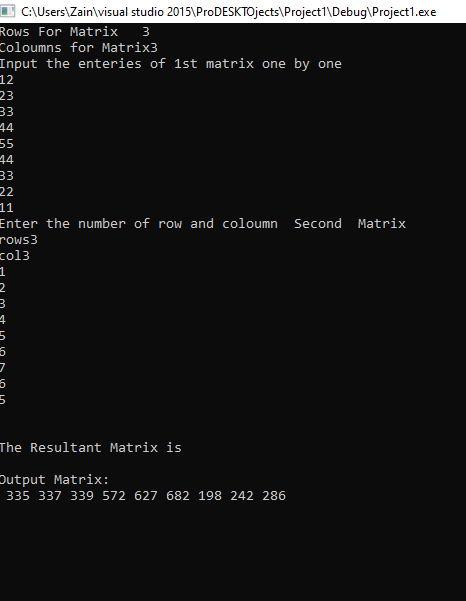 C:\Users\Zain\visual studio 2015\ProDESKTOjects\Project1\Debug\Project1.exe
Rows For Matrix   3
Coloumns for Matrix3
Input the enteries of 1st matrix one by one
12
23
33
44
55
44
33
22
11
Enter the number of row and coloumn  Second  Matrix
rows3
col3
1
2
3
4
5
6
7
6
5
The Resultant Matrix is
Output Matrix:
335 337 339 572 627 682 198 242 286